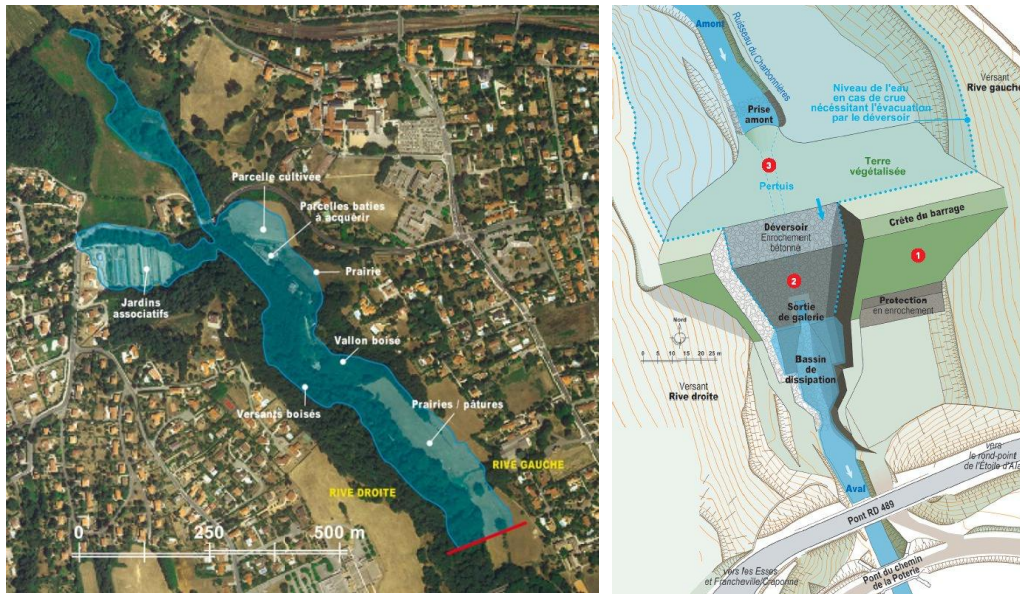 Parcelle cultivée
Parcelles baties
à acquérir
Prairie
Jardins
associatifs
Vallon boisé
Versants boisés
Prairies / pâtures
RIVE GAUCHE
RIVE DROITE
0 250 500 m
Amont
Ruisseau du Charbonnières
Versant
Rive gauche
Niveau de l'eau
en cas de crue
nécessitant l'évacuation
par le déversoir
Prise
amont
3
Terre
végétalisée
Pertuis
Crête du barrage
Déversoir
Enrochement
bétonné
1
2
Sortie
de galerie
Protection
en enrochement
Nord
0 5 10 15 20 25 m
Bassin
de dissipation
Versant
Rive droite
vers
le rond-point
de l'Étoile d'Alaï
Aval
Pont RD 489
vers les Esses
et Francheville/Craponne
Pont du chemin
de la Poterie